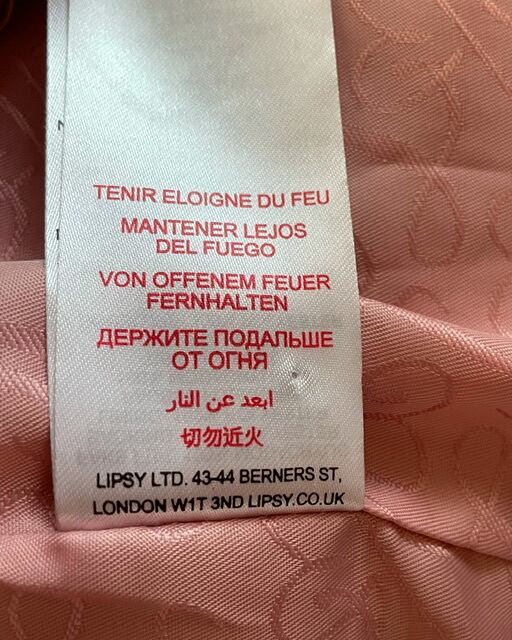 TENIR ELOIGNE DU FEU
MANTENER LEJOS
DEL FUEGO
VON OFFENEM FEUER
FERNHALTEN
ДЕРЖИТЕ ПОДАЛЬШЕ
ОТ ОГНЯ
ابعد عن النار
切勿近火
LIPSY LTD. 43-44 BERNERS ST,
LONDON W1T 3ND LIPSY.CO.UK